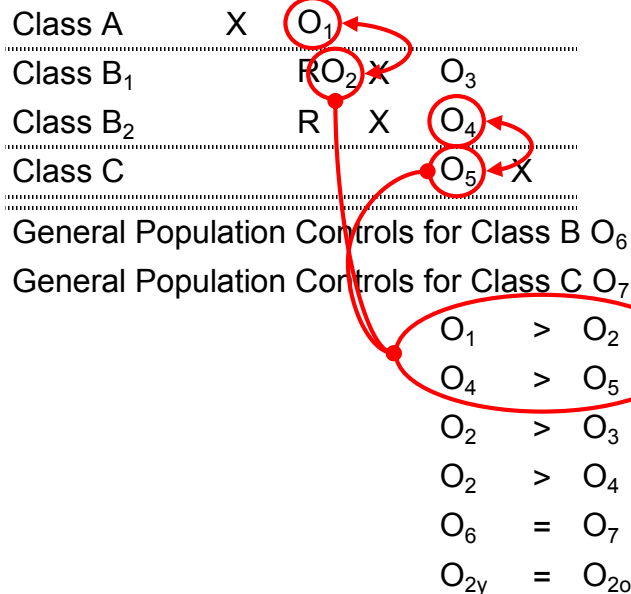 Class A X O₁
Class B₁ RO₂ X O₃
Class B₂ R X O₄
Class C O₅ X
General Population Controls for Class B O₆
General Population Controls for Class C O₇
O₁ > O₂
O₄ > O₅
O₂ > O₃
O₂ > O₄
O₆ = O₇
O₂y = O₂o